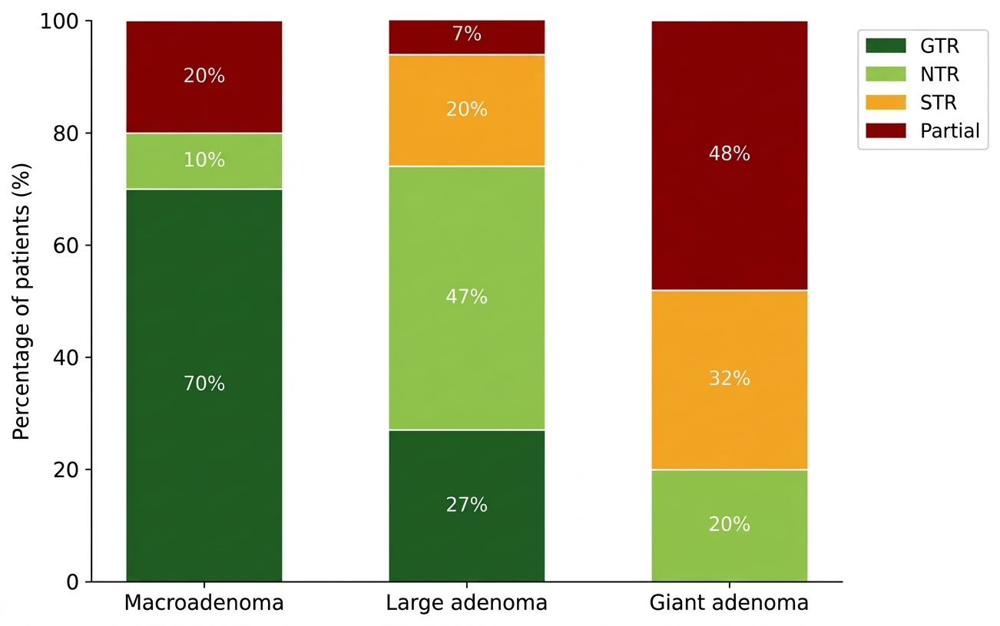 100
80
60
40
20
0
Percentage of patients (%)
20%
10%
70%
7%
20%
47%
27%
48%
32%
20%
Macroadenoma
Large adenoma
Giant adenoma
GTR
NTR
STR
Partial